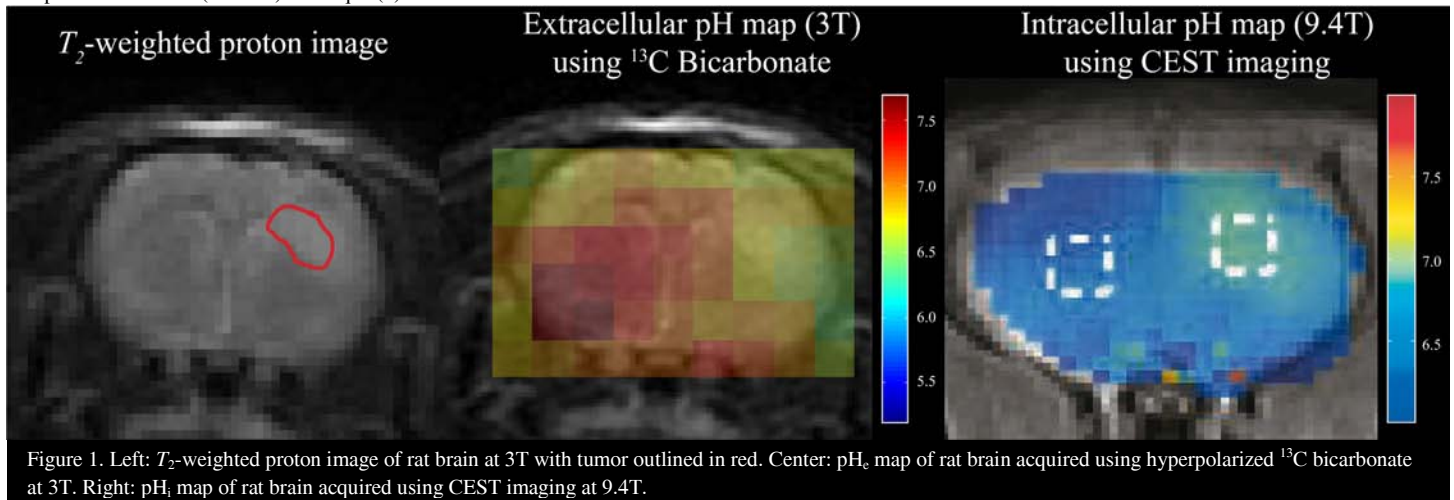 T₂-weighted proton image
Extracellular pH map (3T)
using ¹³C Bicarbonate
Intracellular pH map (9.4T)
using CEST imaging
7.5
7.0
6.5
6.0
5.5
7.5
7.0
6.5
Figure 1. Left: T₂-weighted proton image of rat brain at 3T with tumor outlined in red. Center: pHₑ map of rat brain acquired using hyperpolarized ¹³C bicarbonate
at 3T. Right: pHᵢ map of rat brain acquired using CEST imaging at 9.4T.